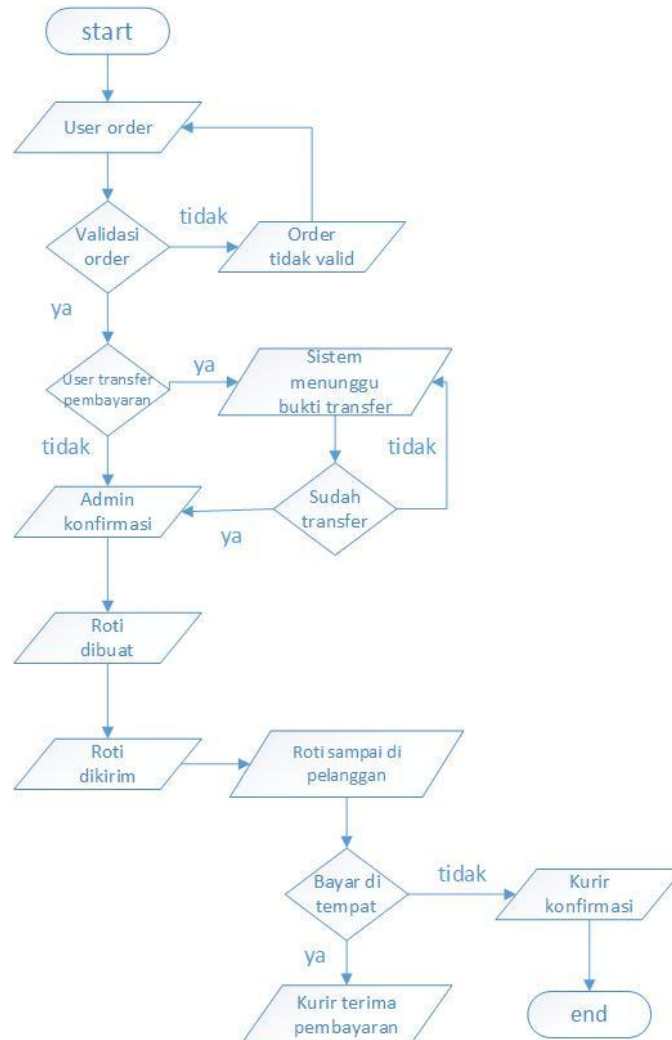 start
User order
tidak
Validasi
order
Order
tidak valid
ya
User transfer
pembayaran
ya
Sistem
menunggu
bukti transfer
tidak
tidak
Admin
konfirmasi
ya
Sudah
transfer
Roti
dibuat
Roti
dikirim
Roti sampai di
pelanggan
Bayar di
tempat
tidak
Kurir
konfirmasi
ya
Kurir terima
pembayaran
end